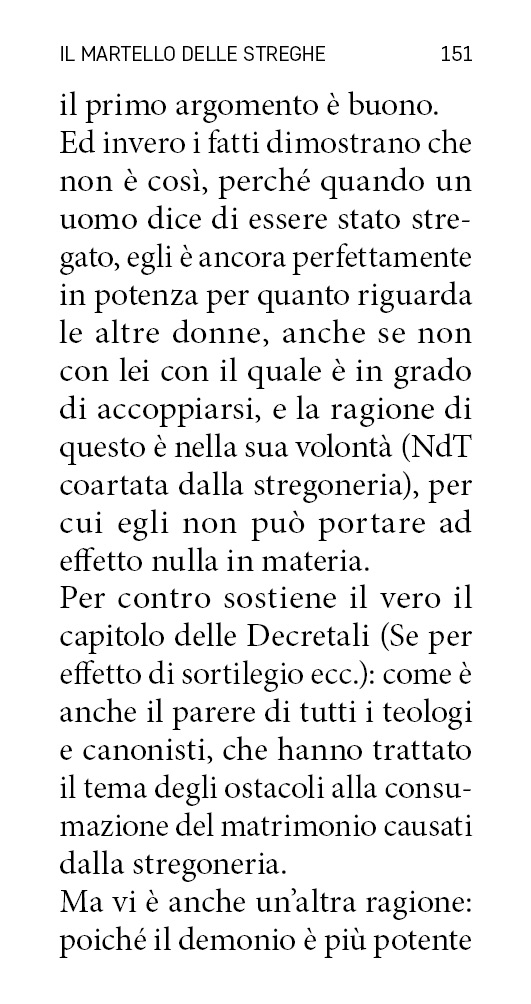 IL MARTELLO DELLE STREGHE 151
il primo argomento è buono.
Ed invero i fatti dimostrano che
non è così, perché quando un
uomo dice di essere stato stre-
gato, egli è ancora perfettamente
in potenza per quanto riguarda
le altre donne, anche se non
con lei con il quale è in grado
di accoppiarsi, e la ragione di
questo è nella sua volontà (NdT
coartata dalla stregoneria), per
cui egli non può portare ad
effetto nulla in materia.
Per contro sostiene il vero il
capitolo delle Decretali (Se per
effetto di sortilegio ecc.): come è
anche il parere di tutti i teologi
e canonisti, che hanno trattato
il tema degli ostacoli alla consu-
mazione del matrimonio causati
dalla stregoneria.
Ma vi è anche un’altra ragione:
poiché il demonio è più potente